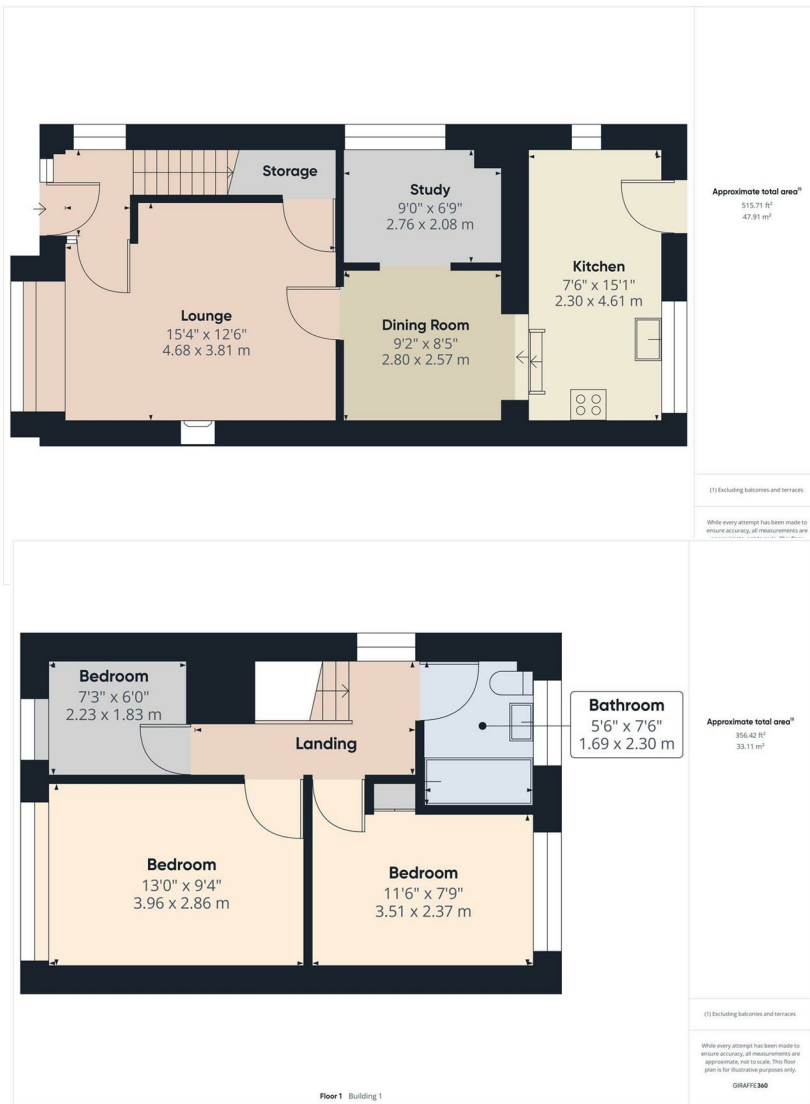 Storage
Study
9'0" x 6'9"
2.76 x 2.08 m
Kitchen
7'6" x 15'1"
2.30 x 4.61 m
Lounge
15'4" x 12'6"
4.68 x 3.81 m
Dining Room
9'2" x 8'5"
2.80 x 2.57 m
Approximate total area(1)
515.71 ft²
47.91 m²
(1) Excluding balconies and terraces
While every attempt has been made to
ensure accuracy, all measurements are
Bedroom
7'3" x 6'0"
2.23 x 1.83 m
Landing
Bathroom
5'6" x 7'6"
1.69 x 2.30 m
Bedroom
13'0" x 9'4"
3.96 x 2.86 m
Bedroom
11'6" x 7'9"
3.51 x 2.37 m
Approximate total area(1)
356.42 ft²
33.11 m²
(1) Excluding balconies and terraces
While every attempt has been made to
ensure accuracy, all measurements are
approximate, not to scale. This floor
plan is for illustrative purposes only.
GIRAFFE360
Floor 1 Building 1